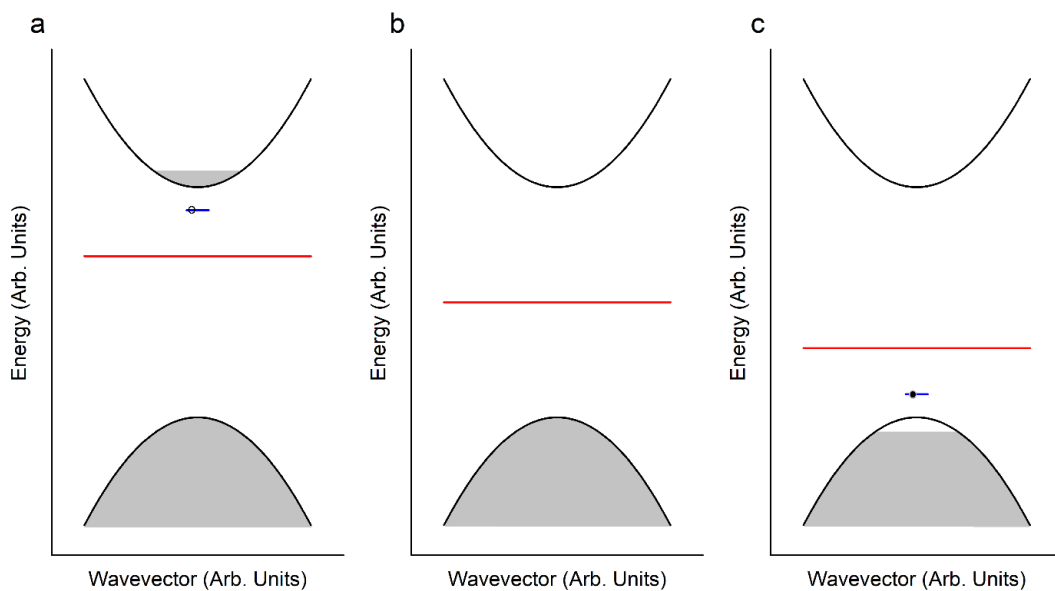 a
b
c
Energy (Arb. Units)
Energy (Arb. Units)
Energy (Arb. Units)
Wavevector (Arb. Units)
Wavevector (Arb. Units)
Wavevector (Arb. Units)